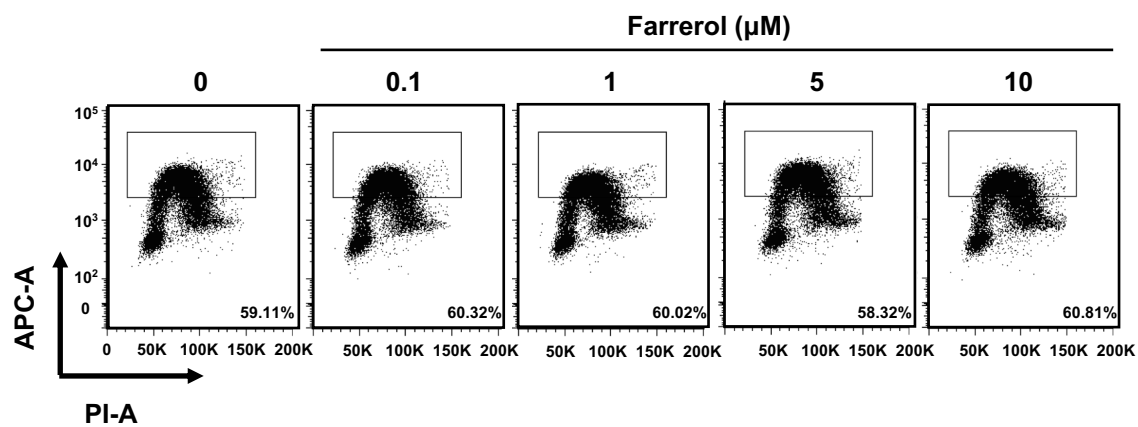 Farrerol (µM)
0 0.1 1 5 10
10⁵
10⁴
10³
10²
0
59.11% 60.32% 60.02% 58.32% 60.81%
0 50K 100K 150K 200K 50K 100K 150K 200K 50K 100K 150K 200K 50K 100K 150K 200K 50K 100K 150K 200K
APC-A
PI-A